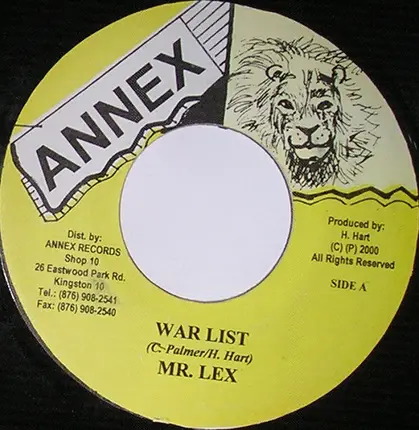 ANNEX
Dist. by:
ANNEX RECORDS
Shop 10
26 Eastwood Park Rd.
Kingston 10
Tel.: (876) 908-2541
Fax: (876) 908-2540
Produced by:
H. Hart
(C) (P) 2000
All Rights Reserved
SIDE A
WAR LIST
(C. Palmer/H. Hart)
MR. LEX